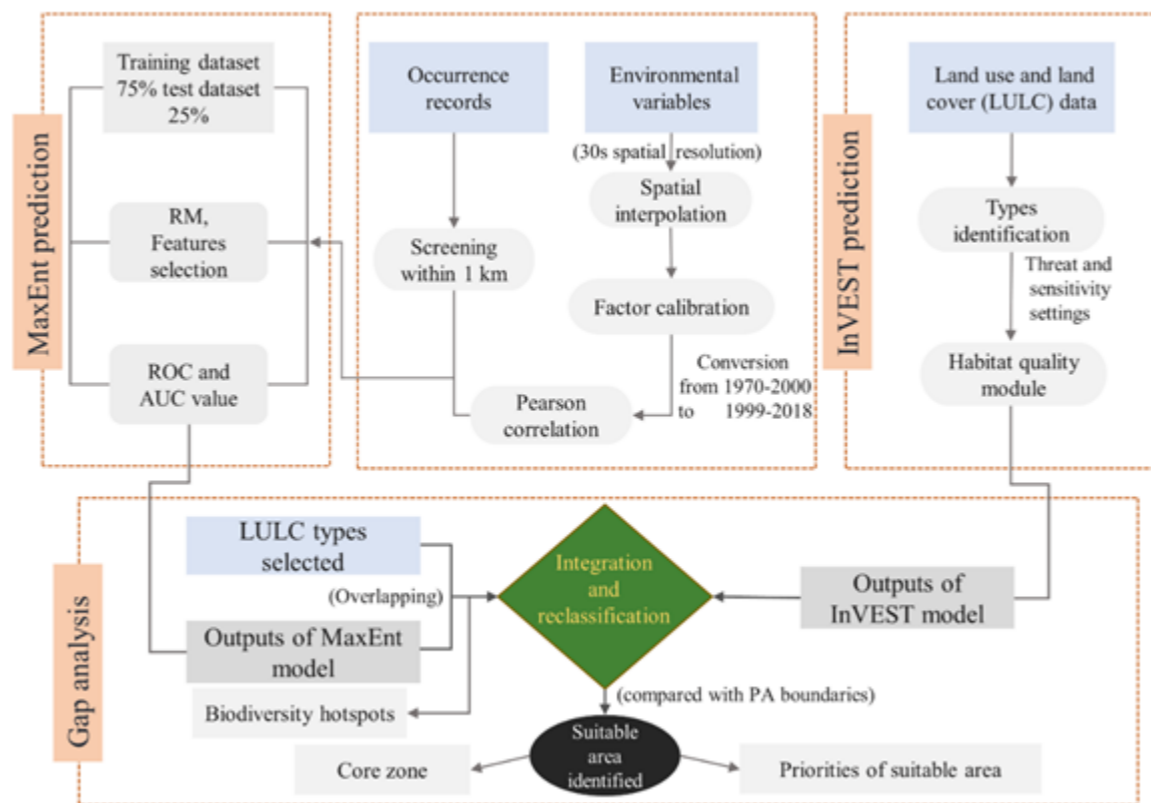 MaxEnt prediction
Training dataset
75% test dataset
25%
RM,
Features
selection
ROC and
AUC value
Occurrence
records
Screening
within 1 km
Environmental
variables
(30s spatial resolution)
Spatial
interpolation
Factor calibration
Conversion
from 1970-2000
to 1999-2018
Pearson
correlation
InVEST prediction
Land use and land
cover (LULC) data
Types
identification
Threat and
sensitivity
settings
Habitat quality
module
Gap analysis
LULC types
selected
(Overlapping)
Outputs of MaxEnt
model
Biodiversity hotspots
Integration
and
reclassification
Outputs of
InVEST model
(compared with PA boundaries)
Suitable
area
identified
Core zone
Priorities of suitable area